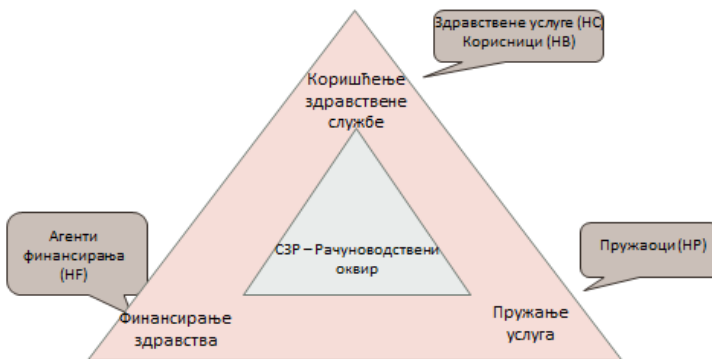 Здравствене услуге (HC)
Корисници (HB)
Коришћење
здравствене
службе
Агенти
финансирања
(HF)
СЗР – Рачуноводствени
оквир
Пружаоци (HP)
Финансирање
здравства
Пружање
услуга